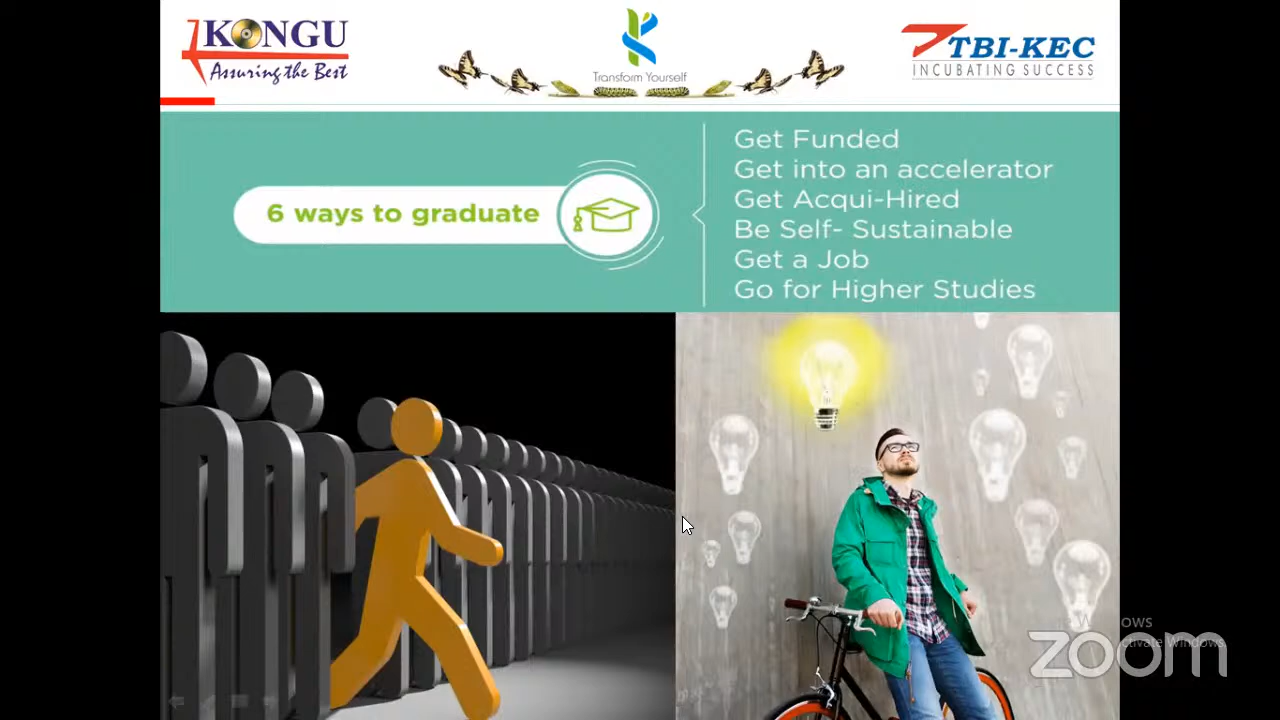 KONGU
Assuring the Best
Transform Yourself
TBI-KEC
INCUBATING SUCCESS
6 ways to graduate
Get Funded
Get into an accelerator
Get Acqui-Hired
Be Self- Sustainable
Get a Job
Go for Higher Studies
zoom